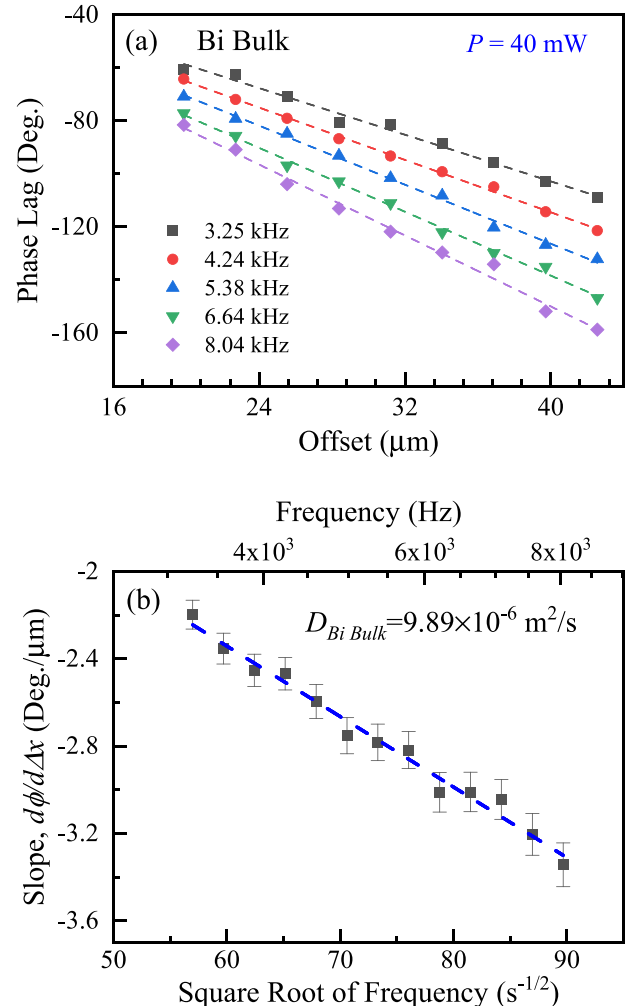 (a) Bi Bulk P = 40 mW
-40
-80
-120
-160
Phase Lag (Deg.)
3.25 kHz
4.24 kHz
5.38 kHz
6.64 kHz
8.04 kHz
16 24 32 40
Offset (μm)
Frequency (Hz)
4x10³ 6x10³ 8x10³
(b) D_Bi Bulk=9.89×10⁻⁶ m²/s
-2
-2.4
-2.8
-3.2
-3.6
Slope, dϕ/dΔx (Deg./μm)
50 60 70 80 90
Square Root of Frequency (s⁻¹/²)